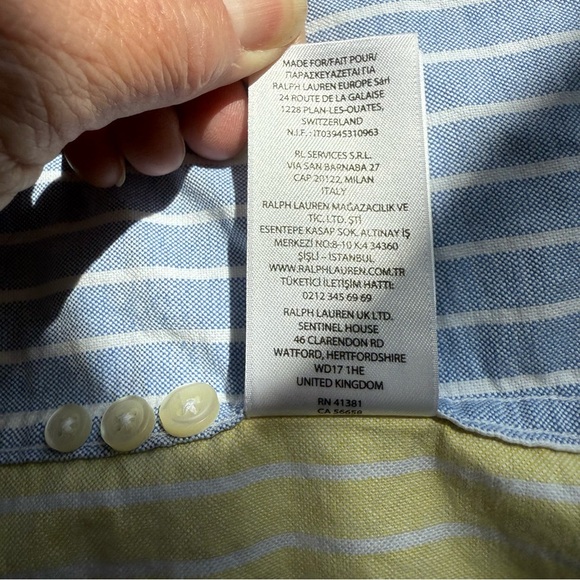 MADE FOR/FAIT POUR/
ΠΑΡΑΣΚΕΥΑΖΕΤΑΙ ΓΙΑ
RALPH LAUREN EUROPE Sàrl
24 ROUTE DE LA GALAISE
1228 PLAN-LES-OUATES,
SWITZERLAND
N.I.F. : IT03945310963
RL SERVICES S.R.L.
VIA SAN BARNABA 27
CAP 20122, MILAN
ITALY
RALPH LAUREN MAĞAZACILIK VE
TİC. LTD. ŞTİ
ESENTEPE KASAP SOK. ALTINAY İŞ
MERKEZİ NO:8-10 K:4 34360
ŞİŞLİ - İSTANBUL
WWW.RALPHLAUREN.COM.TR
TÜKETİCİ İLETİŞİM HATTI:
0212 345 69 69
RALPH LAUREN UK LTD.
SENTINEL HOUSE
46 CLARENDON RD
WATFORD, HERTFORDSHIRE
WD17 1HE
UNITED KINGDOM
RN 41381
CA 56658